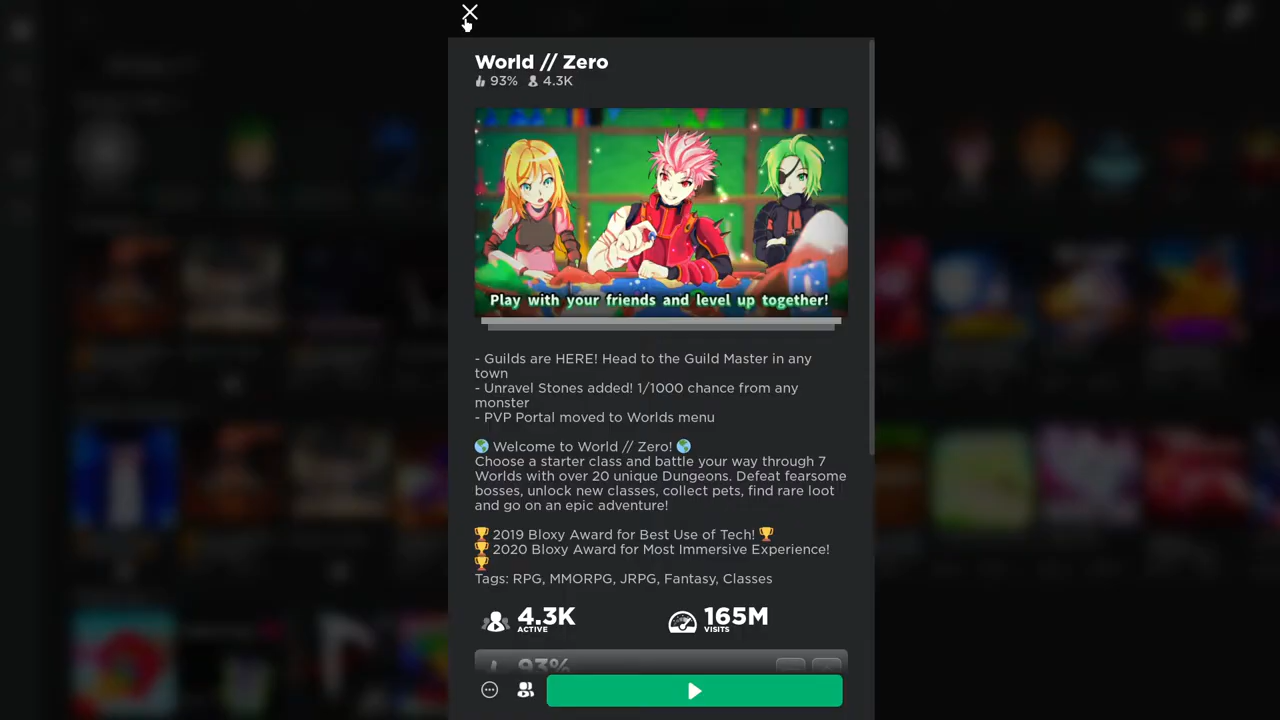 World // Zero
93% 4.3K
Play with your friends and level up together!
- Guilds are HERE! Head to the Guild Master in any
town
- Unravel Stones added! 1/1000 chance from any
monster
- PVP Portal moved to Worlds menu
🌎 Welcome to World // Zero! 🌎
Choose a starter class and battle your way through 7
Worlds with over 20 unique Dungeons. Defeat fearsome
bosses, unlock new classes, collect pets, find rare loot
and go on an epic adventure!
🏆 2019 Bloxy Award for Best Use of Tech! 🏆
🏆 2020 Bloxy Award for Most Immersive Experience!
🏆
Tags: RPG, MMORPG, JRPG, Fantasy, Classes
4.3K 165M
ACTIVE VISITS
93%